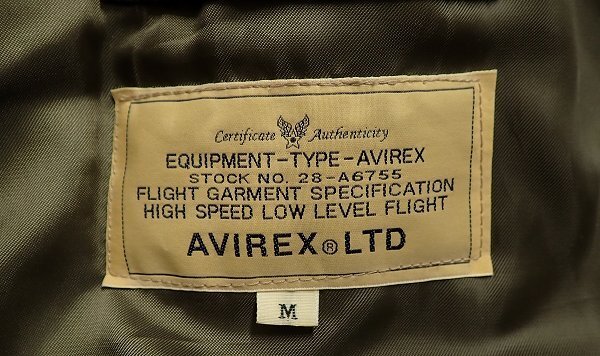 Certificate Authenticity
EQUIPMENT-TYPE-AVIREX
STOCK NO. 28-A6755
FLIGHT GARMENT SPECIFICATION
HIGH SPEED LOW LEVEL FLIGHT
AVIREX® LTD
M